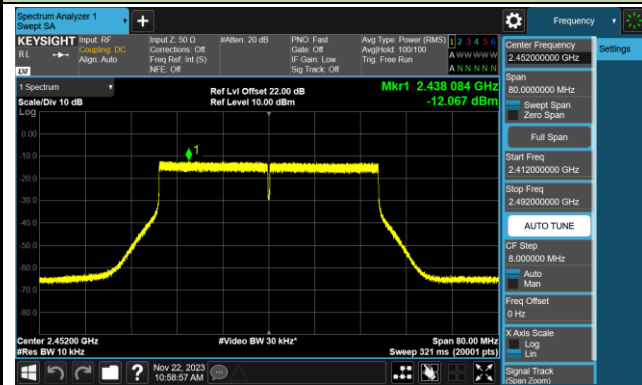 Spectrum Analyzer 1
Swept SA
Frequency
KEYSIGHT
RL
Input: RF
Coupling: DC
Align: Auto
Input Z: 50 Ω
Corrections: Off
Freq Ref: Int (S)
NFE: Off
#Atten: 20 dB
PNO: Fast
Gate: Off
IF Gain: Low
Sig Track: Off
Avg Type: Power (RMS)
Avg|Hold: 100/100
Trig: Free Run
1 2 3 4 5 6
A W W W W W
A N N N N N
1 Spectrum
Scale/Div 10 dB
Ref Lvl Offset 22.00 dB
Ref Level 10.00 dBm
Mkr1 2.438 084 GHz
-12.067 dBm
Log
0.00
-10.0
-20.0
-30.0
-40.0
-50.0
-60.0
-70.0
-80.0
1
Center 2.45200 GHz
#Res BW 10 kHz
#Video BW 30 kHz*
Span 80.00 MHz
Sweep 321 ms (20001 pts)
Nov 22, 2023
10:58:57 AM
Center Frequency
2.452000000 GHz
Settings
Span
80.0000000 MHz
Swept Span
Zero Span
Full Span
Start Freq
2.412000000 GHz
Stop Freq
2.492000000 GHz
AUTO TUNE
CF Step
8.000000 MHz
Auto
Man
Freq Offset
0 Hz
X Axis Scale
Log
Lin
Signal Track
(Span Zoom)